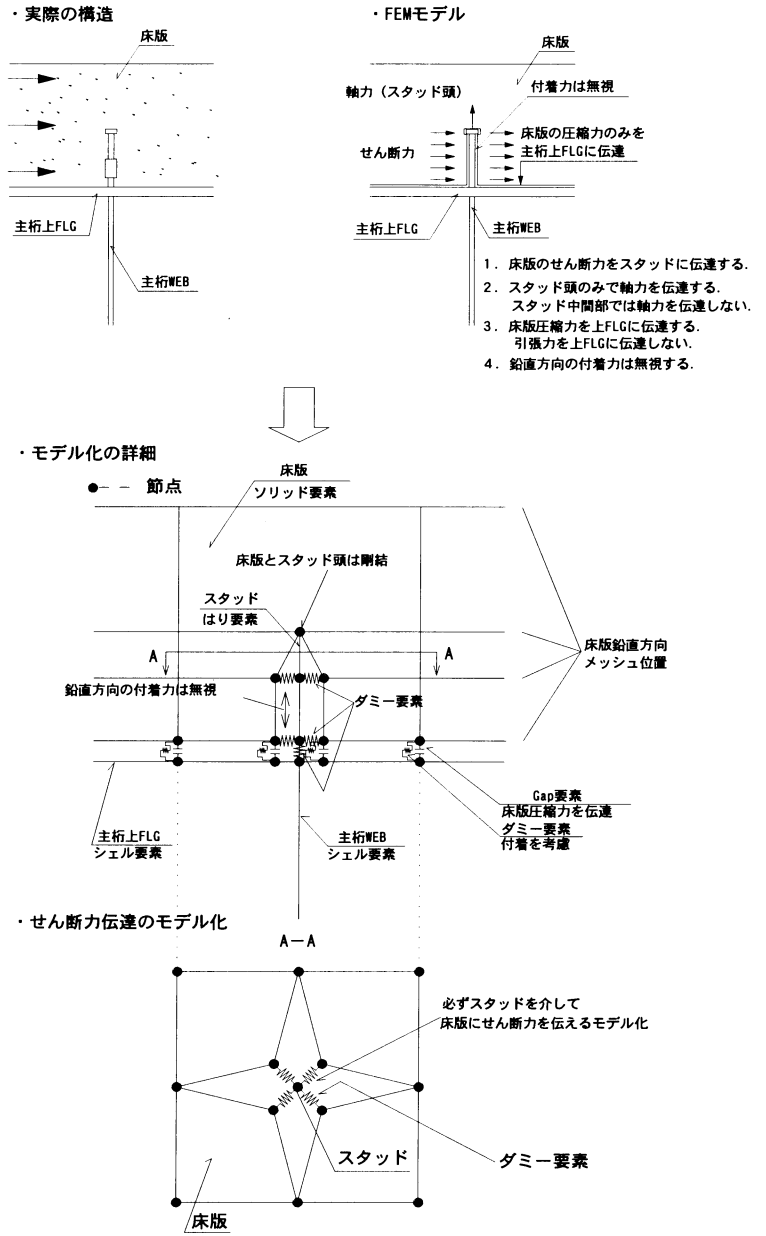 ・実際の構造
床版
主桁上FLG
主桁WEB
・FEMモデル
床版
軸力（スタッド頭）
付着力は無視
せん断力
床版の圧縮力のみを
主桁上FLGに伝達
主桁上FLG
主桁WEB
1．床版のせん断力をスタッドに伝達する．
2．スタッド頭のみで軸力を伝達する．
スタッド中間部では軸力を伝達しない．
3．床版圧縮力を上FLGに伝達する．
引張力を上FLGに伝達しない．
4．鉛直方向の付着力は無視する．
・モデル化の詳細
節点
床版
ソリッド要素
床版とスタッド頭は剛結
スタッド
はり要素
A
A
床版鉛直方向
メッシュ位置
鉛直方向の付着力は無視
ダミー要素
Gap要素
床版圧縮力を伝達
ダミー要素
付着を考慮
主桁上FLG
シェル要素
主桁WEB
シェル要素
・せん断力伝達のモデル化
A－A
必ずスタッドを介して
床版にせん断力を伝えるモデル化
スタッド
ダミー要素
床版